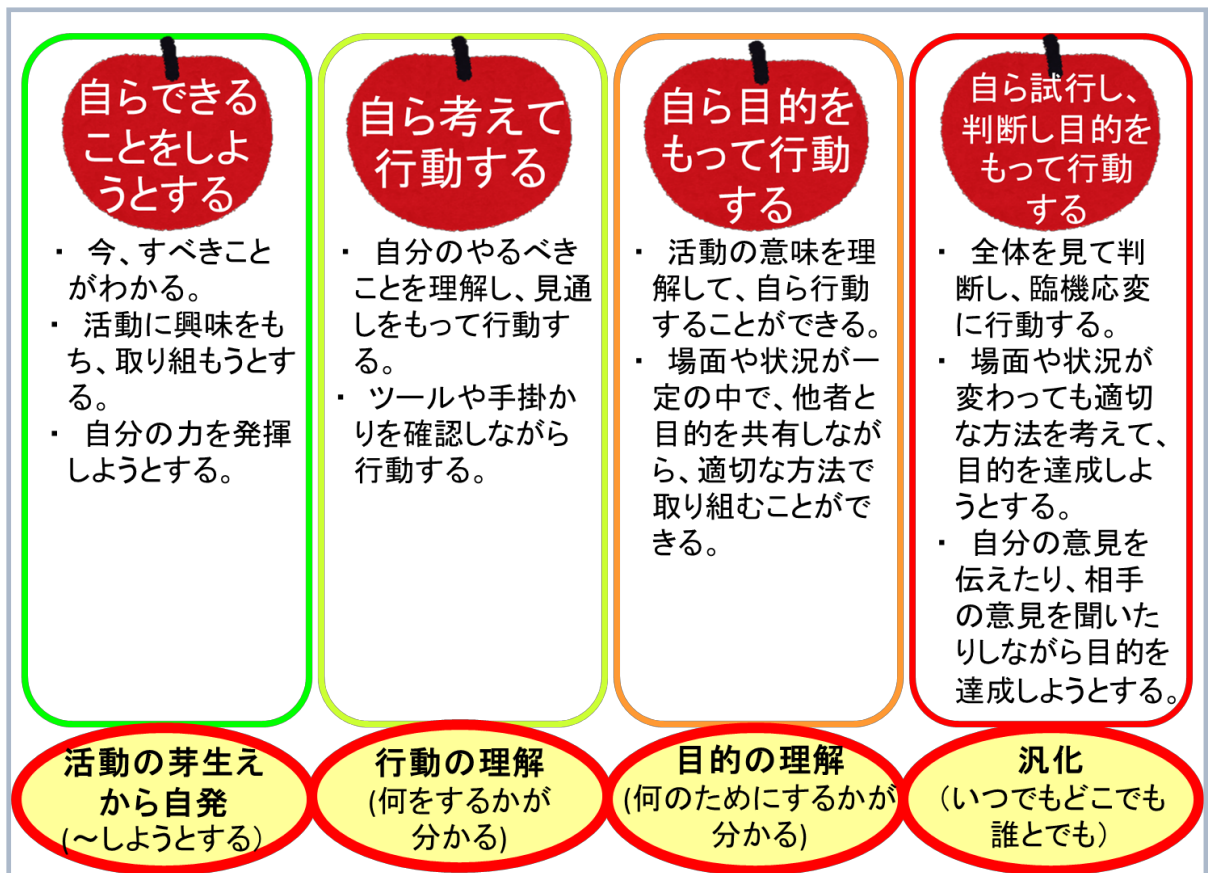 自らできる
ことをしよ
うとする
・ 今、すべきこと
がわかる。
・ 活動に興味をも
ち、取り組もうとす
る。
・ 自分の力を発揮
しようとする。
活動の芽生え
から自発
(～しようとする)
自ら考えて
行動する
・ 自分のやるべき
ことを理解し、見通
しをもって行動す
る。
・ ツールや手掛か
りを確認しながら
行動する。
行動の理解
(何をするかが
分かる)
自ら目的を
もって行動
する
・ 活動の意味を理
解して、自ら行動
することができる。
・ 場面や状況が一
定の中で、他者と
目的を共有しなが
ら、適切な方法で
取り組むことがで
きる。
目的の理解
(何のためにするかが
分かる)
自ら試行し、
判断し目的を
もって行動
する
・ 全体を見て判
断し、臨機応変
に行動する。
・ 場面や状況が
変わっても適切
な方法を考えて、
目的を達成しよ
うとする。
・ 自分の意見を
伝えたり、相手
の意見を聞いた
りしながら目的を
達成しようとする。
汎化
（いつでもどこでも
誰とでも）